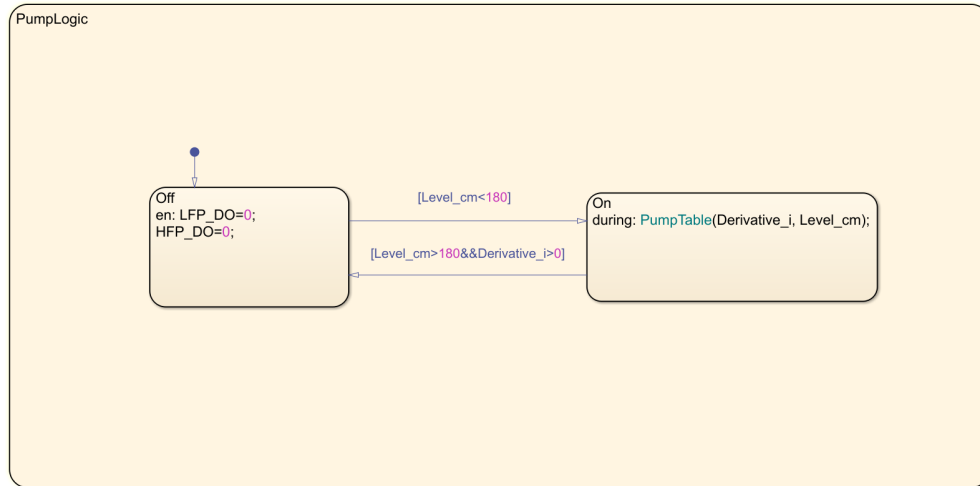 PumpLogic
Off
en: LFP_DO=0;
HFP_DO=0;
[Level_cm<180]
[Level_cm>180&&Derivative_i>0]
On
during: PumpTable(Derivative_i, Level_cm);